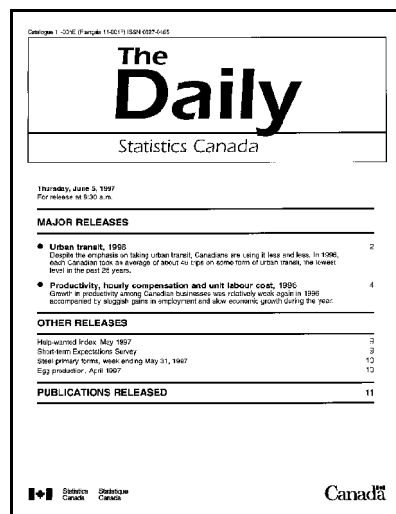 Catalogue 11-001E (Français 11-001F) ISSN 0827-0465
The
Daily
Statistics Canada
Thursday, June 5, 1997
For release at 8:30 a.m.
MAJOR RELEASES
● Urban transit, 1996 2
Despite the emphasis on taking urban transit, Canadians are using it less and less. In 1996,
each Canadian took an average of about 48 trips on some form of urban transit, the lowest
level in the past 25 years.
● Productivity, hourly compensation and unit labour cost, 1996 4
Growth in productivity among Canadian businesses was relatively weak again in 1996
accompanied by sluggish gains in employment and slow economic growth during the year.
OTHER RELEASES
Help-wanted Index, May 1997 9
Short-term Expectations Survey 9
Steel primary forms, week ending May 31, 1997 10
Egg production, April 1997 10
PUBLICATIONS RELEASED 11
Statistics Statistique
Canada Canada
Canada